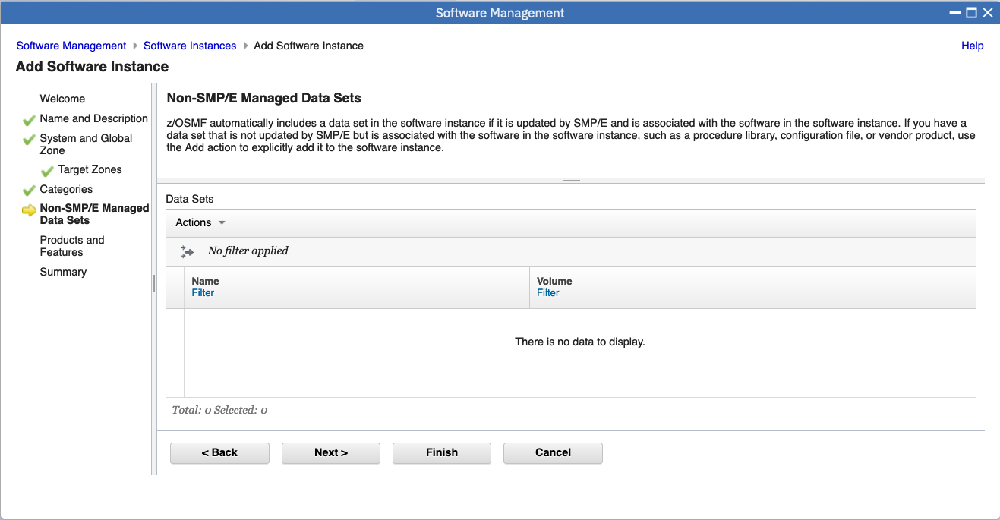 Software Management
Software Management Software Instances Add Software Instance Help
Add Software Instance
Welcome
Name and Description
System and Global
Zone
Target Zones
Categories
Non-SMP/E Managed
Data Sets
Products and
Features
Summary
Non-SMP/E Managed Data Sets
z/OSMF automatically includes a data set in the software instance if it is updated by SMP/E and is associated with the software in the software instance. If you have a
data set that is not updated by SMP/E but is associated with the software in the software instance, such as a procedure library, configuration file, or vendor product, use
the Add action to explicitly add it to the software instance.
Data Sets
Actions
No filter applied
Name Volume
Filter Filter
There is no data to display.
Total: 0 Selected: 0
< Back Next > Finish Cancel